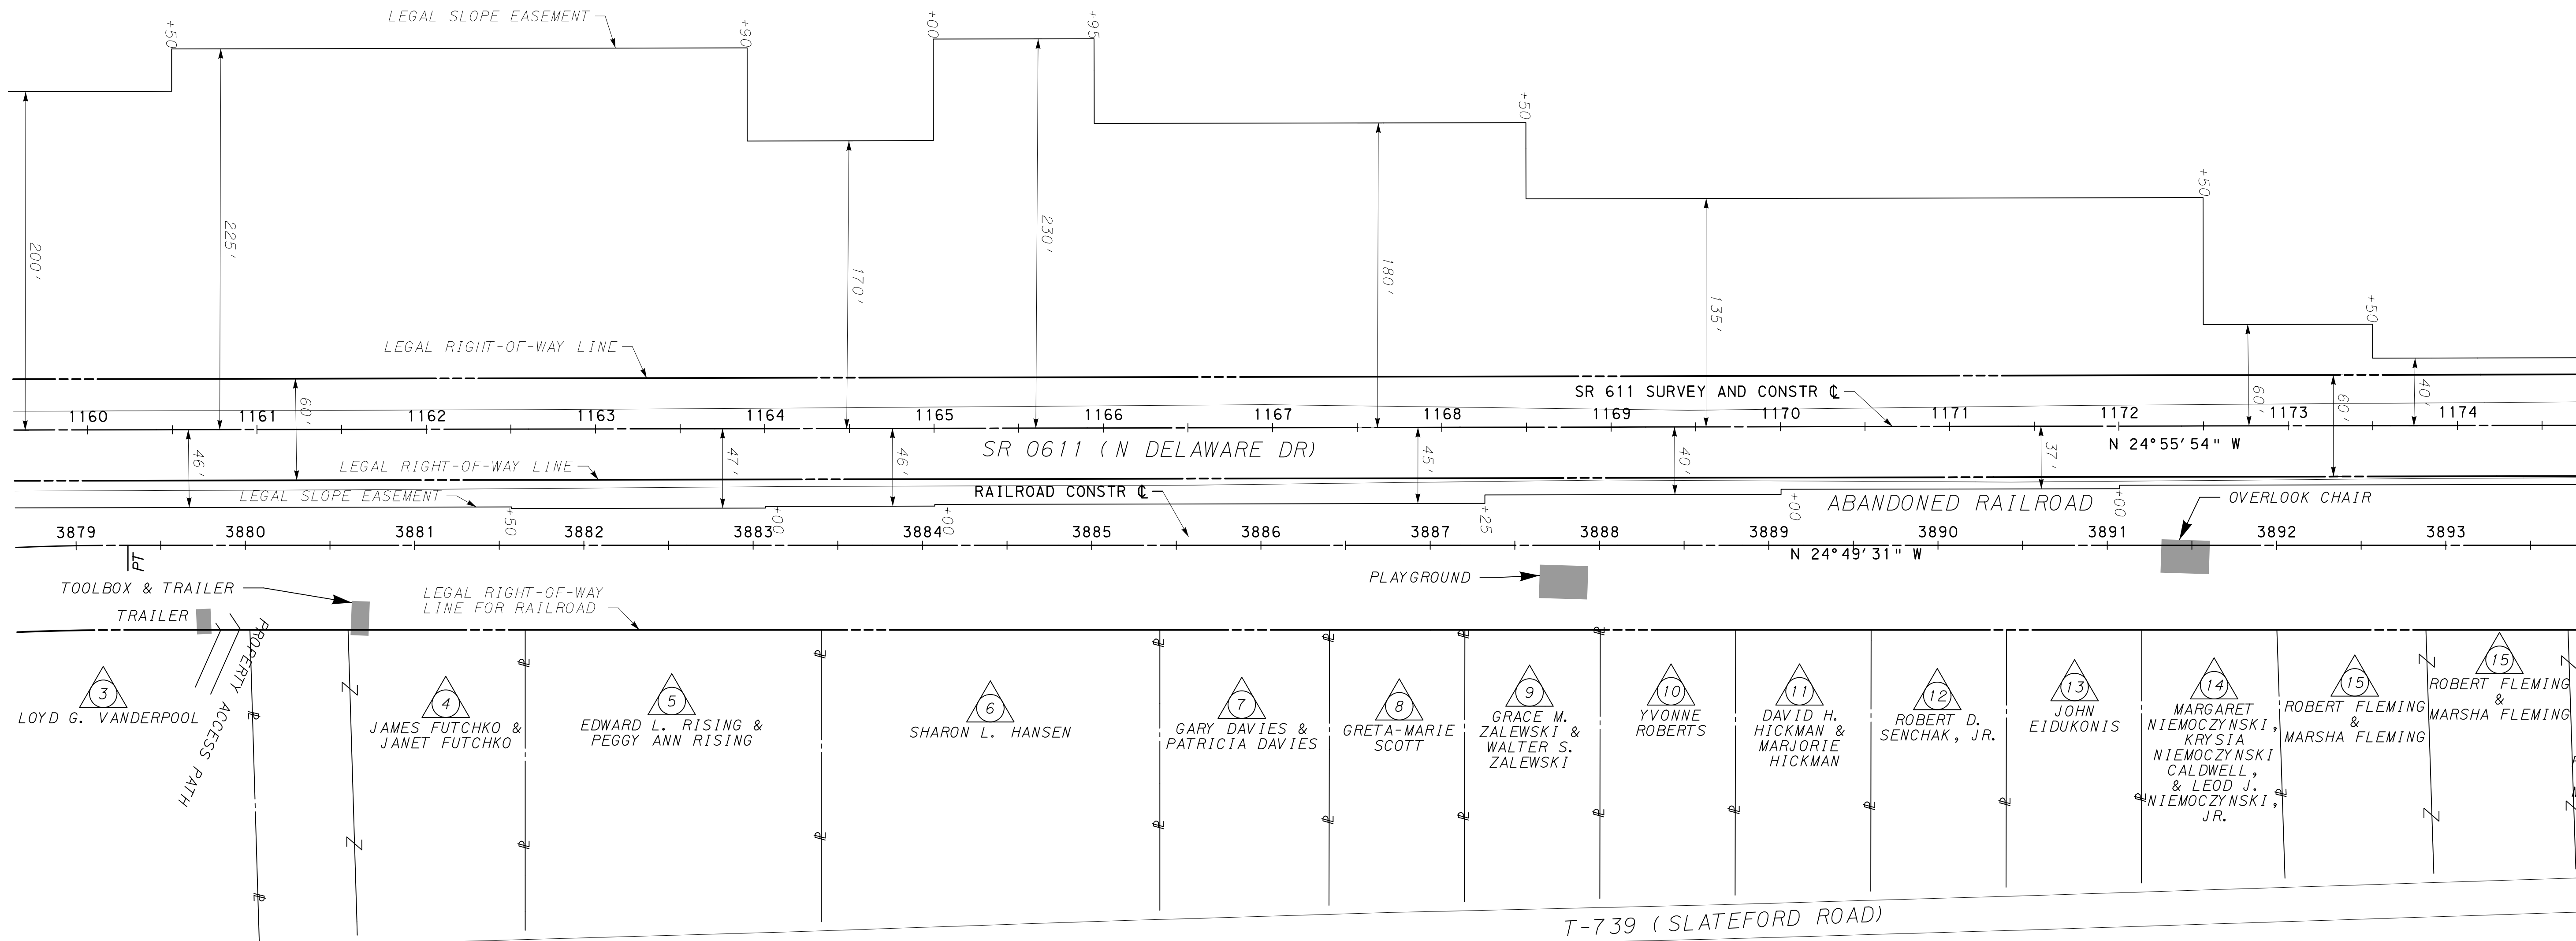 LEGAL SLOPE EASEMENT
+50
+90
+00
+95
+50
+50
+50
200'
225'
170'
230'
180'
135'
60'
40'
LEGAL RIGHT-OF-WAY LINE
60'
60'
SR 611 SURVEY AND CONSTR ℄
1160 1161 1162 1163 1164 1165 1166 1167 1168 1169 1170 1171 1172 1173 1174
SR 0611 (N DELAWARE DR)
N 24°55'54" W
46'
47'
46'
45'
40'
37'
LEGAL RIGHT-OF-WAY LINE
LEGAL SLOPE EASEMENT
RAILROAD CONSTR ℄
ABANDONED RAILROAD
OVERLOOK CHAIR
+50
+00
+00
+25
+00
+00
3879 3880 3881 3882 3883 3884 3885 3886 3887 3888 3889 3890 3891 3892 3893
N 24°49'31" W
PT
TOOLBOX & TRAILER
TRAILER
LEGAL RIGHT-OF-WAY
LINE FOR RAILROAD
PLAYGROUND
PROPERTY ACCESS PATH
3
LOYD G. VANDERPOOL
4
JAMES FUTCHKO &
JANET FUTCHKO
5
EDWARD L. RISING &
PEGGY ANN RISING
6
SHARON L. HANSEN
7
GARY DAVIES &
PATRICIA DAVIES
8
GRETA-MARIE
SCOTT
9
GRACE M.
ZALEWSKI &
WALTER S.
ZALEWSKI
10
YVONNE
ROBERTS
11
DAVID H.
HICKMAN &
MARJORIE
HICKMAN
12
ROBERT D.
SENCHAK, JR.
13
JOHN
EIDUKONIS
14
MARGARET
NIEMOCZYNSKI,
KRYSIA
NIEMOCZYNSKI
CALDWELL,
& LEOD J.
NIEMOCZYNSKI,
JR.
15
ROBERT FLEMING
&
MARSHA FLEMING
15
ROBERT FLEMING
&
MARSHA FLEMING
T-739 (SLATEFORD ROAD)